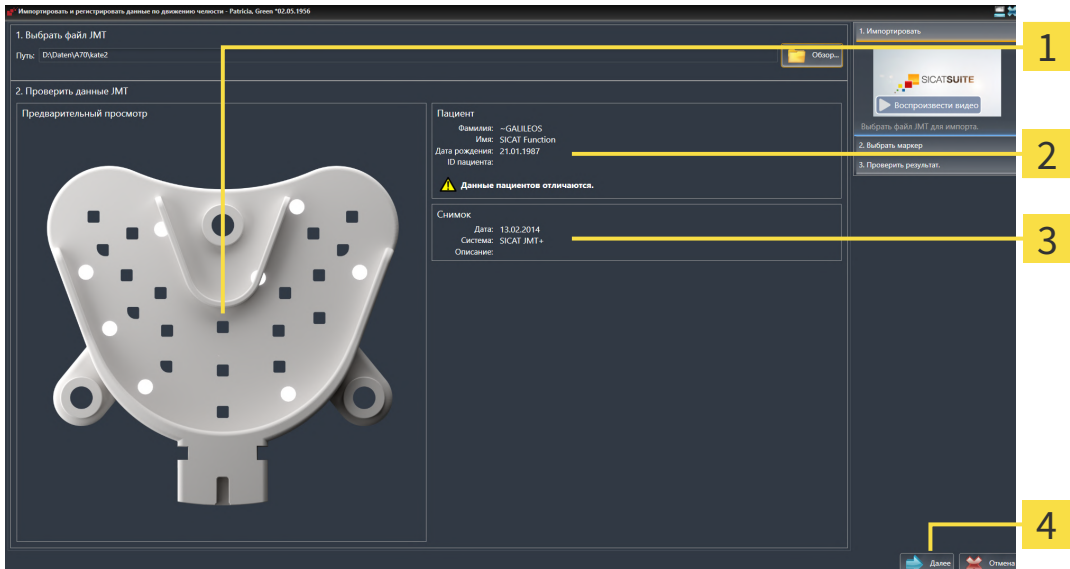 Импортировать и регистрировать данные по движению челюсти - Patricia, Green *02.05.1956
1. Выбрать файл JMT
Путь: D:\Daten\A70\kate2
Обзор...
2. Проверить данные JMT
Предварительный просмотр
Пациент
Фамилия: ~GALILEOS
Имя: SICAT Function
Дата рождения: 21.01.1987
ID пациента:
Данные пациентов отличаются.
Снимок
Дата: 13.02.2014
Система: SICAT JMT+
Описание:
1. Импортировать
SICATSUITE
Воспроизвести видео
Выбрать файл JMT для импорта.
2. Выбрать маркер
3. Проверить результат.
Далее
Отмена
1
2
3
4